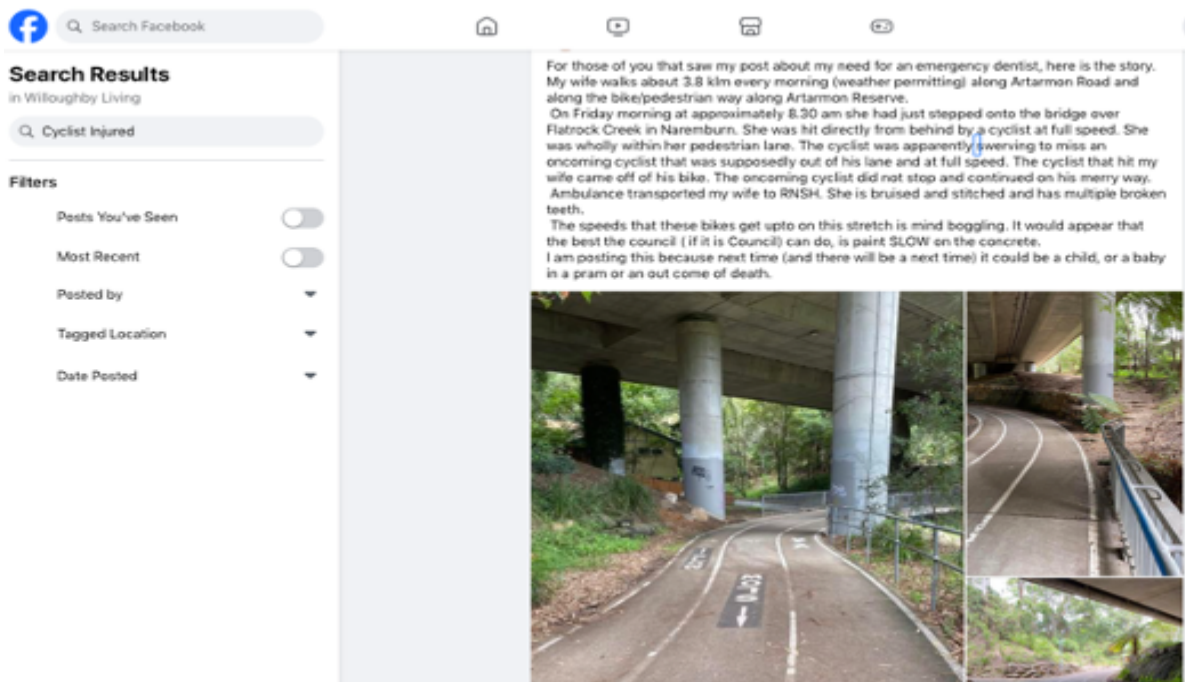 Search Facebook
Search Results
in Willoughby Living
Cyclist Injured
Filters
Posts You've Seen
Most Recent
Posted by
Tagged Location
Date Posted
For those of you that saw my post about my need for an emergency dentist, here is the story.
My wife walks about 3.8 klm every morning (weather permitting) along Artarmon Road and
along the bike/pedestrian way along Artarmon Reserve.
On Friday morning at approximately 8.30 am she had just stepped onto the bridge over
Flatrock Creek in Naremburn. She was hit directly from behind by a cyclist at full speed. She
was wholly within her pedestrian lane. The cyclist was apparently swerving to miss an
oncoming cyclist that was supposedly out of his lane and at full speed. The cyclist that hit my
wife came off of his bike. The oncoming cyclist did not stop and continued on his merry way.
Ambulance transported my wife to RNSH. She is bruised and stitched and has multiple broken
teeth.
The speeds that these bikes get upto on this stretch is mind boggling. It would appear that
the best the council ( if it is Council) can do, is paint SLOW on the concrete.
I am posting this because next time (and there will be a next time) it could be a child, or a baby
in a pram or an out come of death.